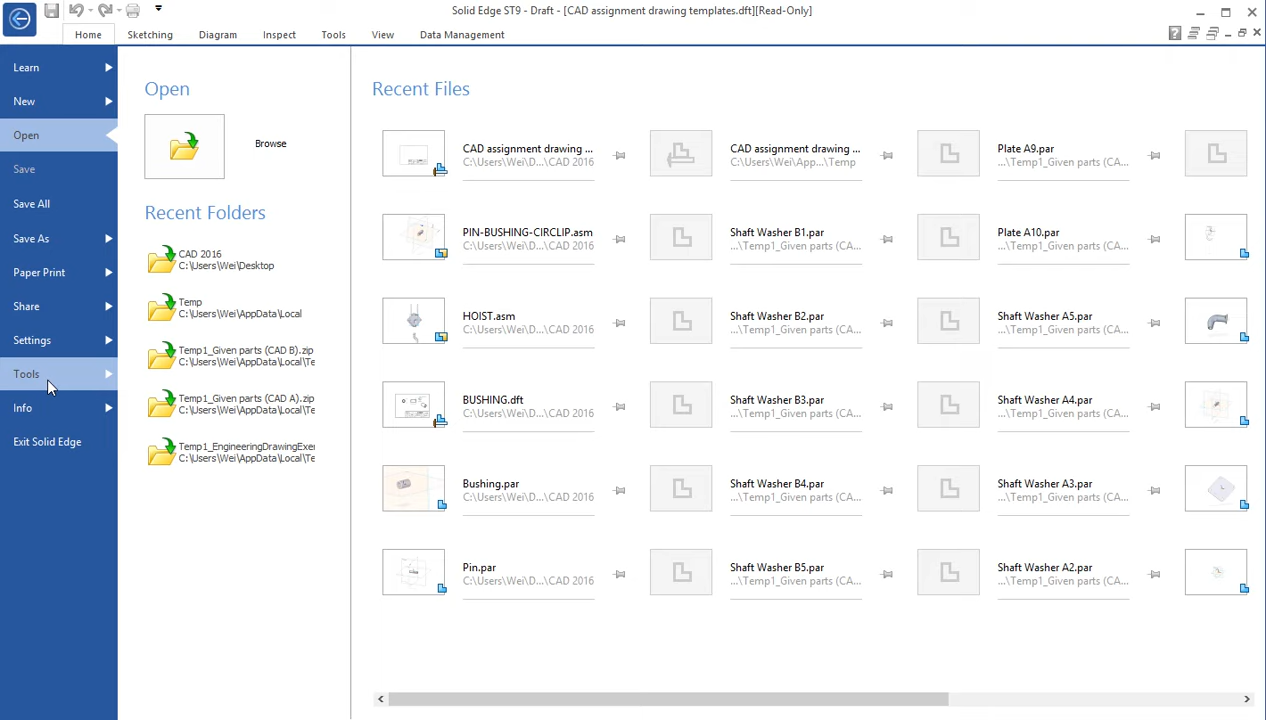 Solid Edge ST9 - Draft - [CAD assignment drawing templates.dft][Read-Only]
Home Sketching Diagram Inspect Tools View Data Management
Learn
New
Open
Save
Save All
Save As
Paper Print
Share
Settings
Tools
Info
Exit Solid Edge
Open
Browse
Recent Folders
CAD 2016
C:\Users\Wei\Desktop
Temp
C:\Users\Wei\AppData\Local
Temp1_Given parts (CAD B).zip
C:\Users\Wei\AppData\Local\Te
Temp1_Given parts (CAD A).zip
C:\Users\Wei\AppData\Local\Te
Temp1_EngineeringDrawingExer
C:\Users\Wei\AppData\Local\Te
Recent Files
CAD assignment drawing ...
C:\Users\Wei\D...\CAD 2016
PIN-BUSHING-CIRCLIP.asm
C:\Users\Wei\D...\CAD 2016
HOIST.asm
C:\Users\Wei\D...\CAD 2016
BUSHING.dft
C:\Users\Wei\D...\CAD 2016
Bushing.par
C:\Users\Wei\D...\CAD 2016
Pin.par
C:\Users\Wei\D...\CAD 2016
CAD assignment drawing ...
C:\Users\Wei\App...\Temp
Shaft Washer B1.par
...\Temp1_Given parts (CA...
Shaft Washer B2.par
...\Temp1_Given parts (CA...
Shaft Washer B3.par
...\Temp1_Given parts (CA...
Shaft Washer B4.par
...\Temp1_Given parts (CA...
Shaft Washer B5.par
...\Temp1_Given parts (CA...
Plate A9.par
...\Temp1_Given parts (CA...
Plate A10.par
...\Temp1_Given parts (CA...
Shaft Washer A5.par
...\Temp1_Given parts (CA...
Shaft Washer A4.par
...\Temp1_Given parts (CA...
Shaft Washer A3.par
...\Temp1_Given parts (CA...
Shaft Washer A2.par
...\Temp1_Given parts (CA...